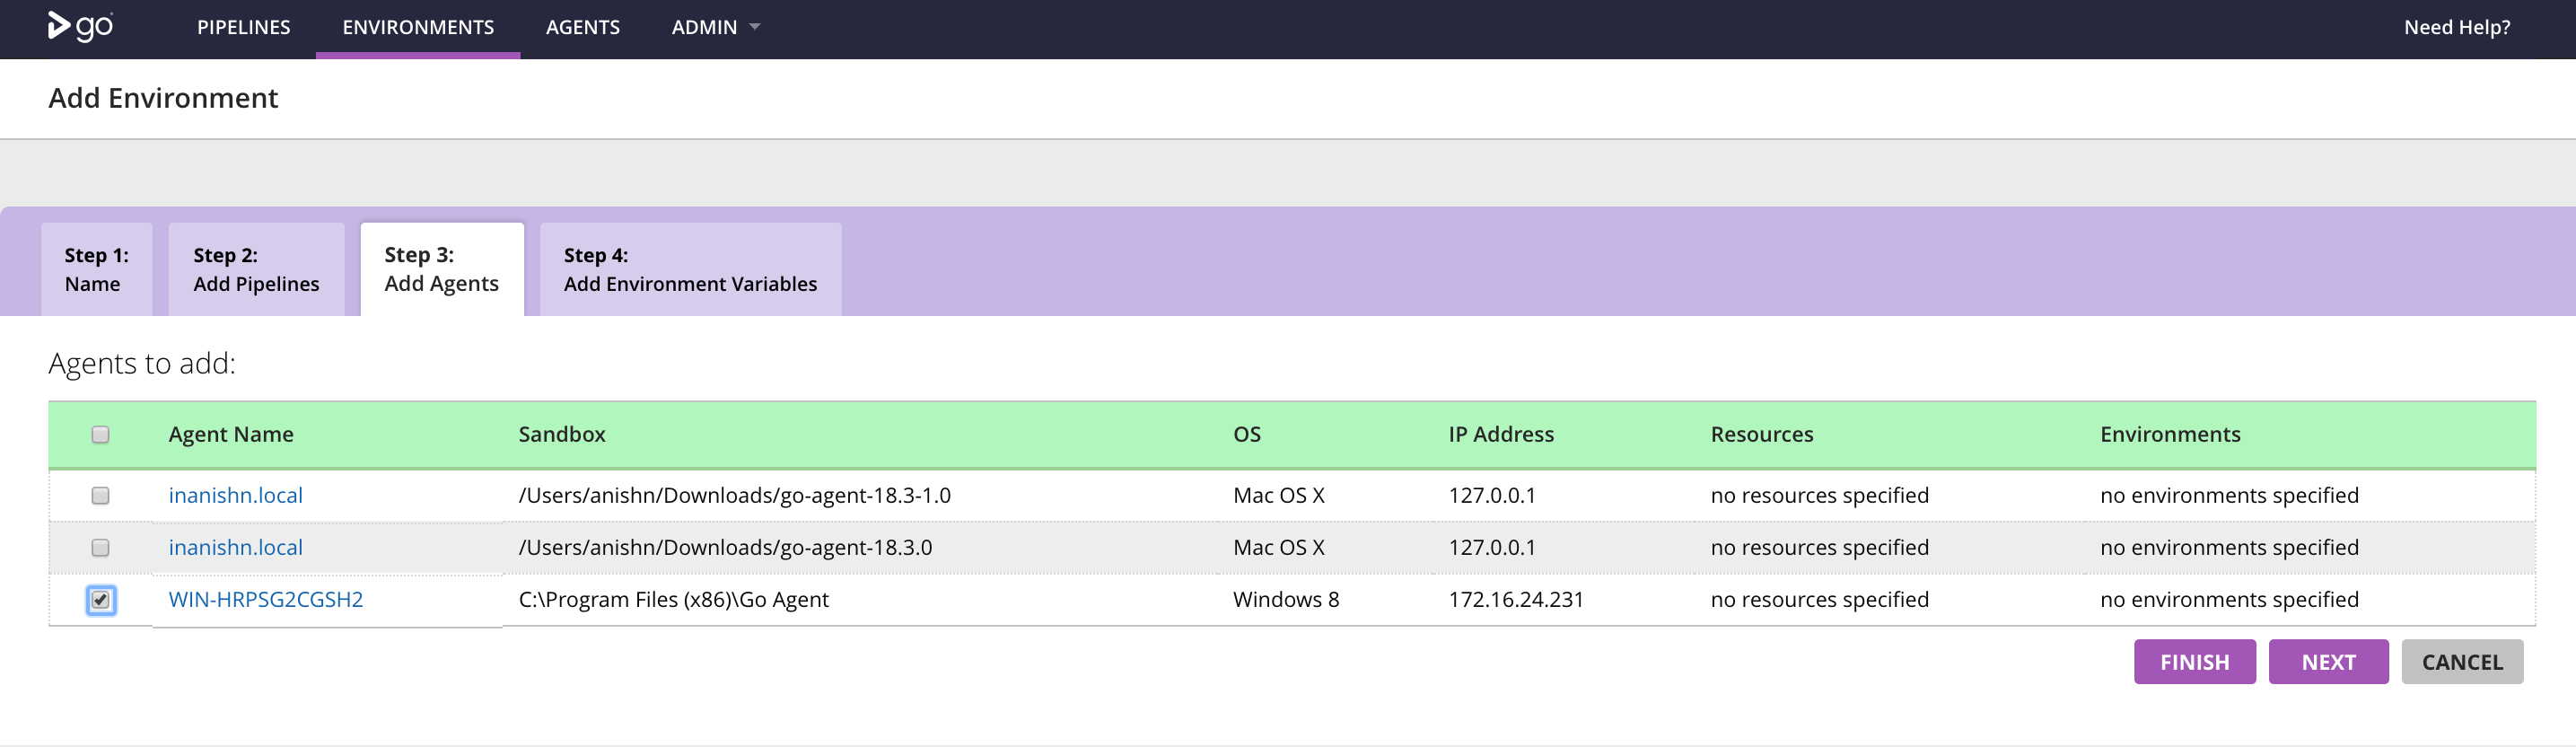 go PIPELINES ENVIRONMENTS AGENTS ADMIN Need Help?
Add Environment
Step 1: Step 2: Step 3: Step 4:
Name Add Pipelines Add Agents Add Environment Variables
Agents to add:
Agent Name Sandbox OS IP Address Resources Environments
inanishn.local /Users/anishn/Downloads/go-agent-18.3-1.0 Mac OS X 127.0.0.1 no resources specified no environments specified
inanishn.local /Users/anishn/Downloads/go-agent-18.3.0 Mac OS X 127.0.0.1 no resources specified no environments specified
WIN-HRPSG2CGSH2 C:\Program Files (x86)\Go Agent Windows 8 172.16.24.231 no resources specified no environments specified
FINISH NEXT CANCEL